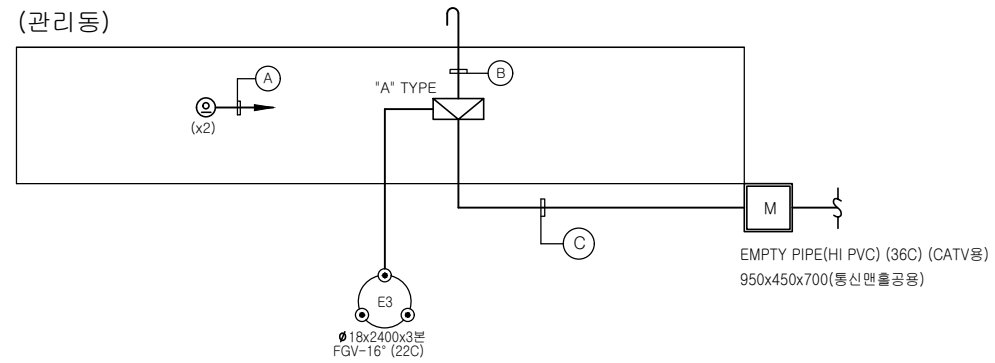 (관리동)
A
B
"A" TYPE
(x2)
M
C
EMPTY PIPE(HI PVC) (36C) (CATV용)
950x450x700(통신맨홀공용)
E3
ø18x2400x3본
FGV-16° (22C)